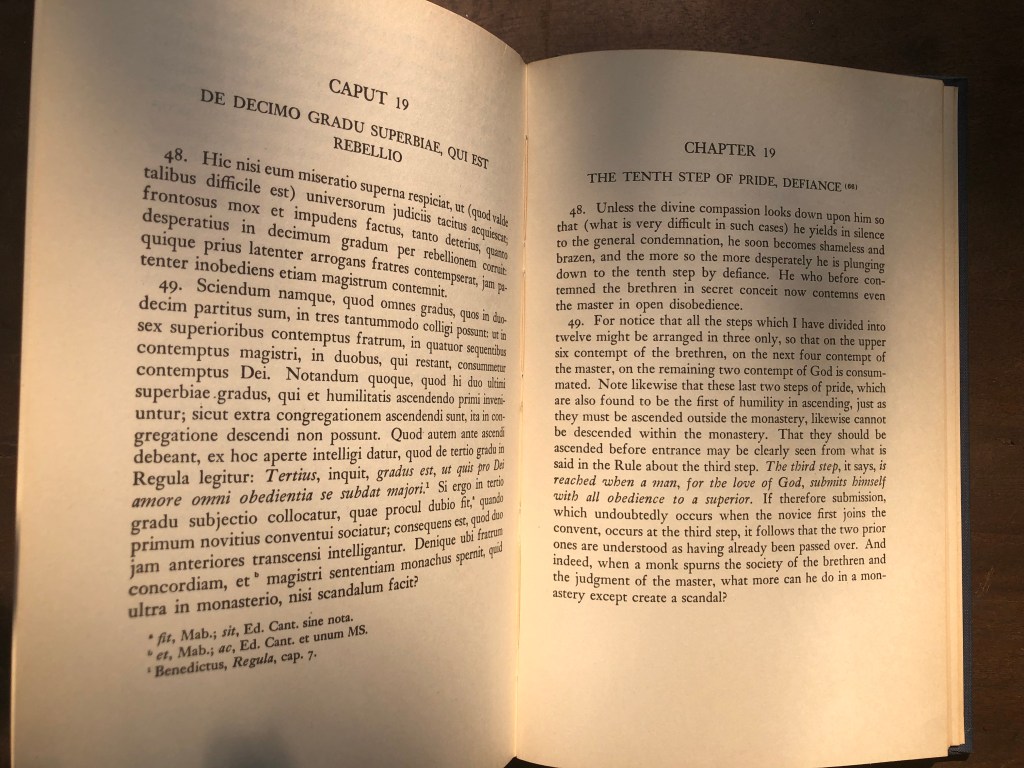 CAPUT 19
DE DECIMO GRADU SUPERBIAE, QUI EST
REBELLIO
48. Hic nisi eum miseratio superna respiciat, ut (quod valde
talibus difficile est) universorum judiciis tacitus acquiescat;
frontosus mox et impudens factus, tanto deterius, quanto
desperatius in decimum gradum per rebellionem corruit:
quique prius latenter arrogans fratres contempserat, jam pa-
tenter inobediens etiam magistrum contemnit.
49. Sciendum namque, quod omnes gradus, quos in duo-
decim partitus sum, in tres tantummodo colligi possunt: ut in
sex superioribus contemptus fratrum, in quatuor sequentibus
contemptus magistri, in duobus, qui restant, consummetur
contemptus Dei. Notandum quoque, quod hi duo ultimi
superbiae gradus, qui et humilitatis ascendendo primi inveni-
untur; sicut extra congregationem ascendendi sunt, ita in con-
gregatione descendi non possunt. Quod autem ante ascendi
debeant, ex hoc aperte intelligi datur, quod de tertio gradu in
Regula legitur: Tertius, inquit, gradus est, ut quis pro Dei
amore omni obedientia se subdat majori.¹ Si ergo in tertio
gradu subjectio collocatur, quae procul dubio fit,ᵃ quando
primum novitius conventui sociatur; consequens est, quod duo
jam anteriores transcensi intelligantur. Denique ubi fratrum
concordiam, et ᵇ magistri sententiam monachus spernit, quid
ultra in monasterio, nisi scandalum facit?
ᵃ fit, Mab.; sit, Ed. Cant. sine nota.
ᵇ et, Mab.; ac, Ed. Cant. et unum MS.
¹ Benedictus, Regula, cap. 7.
CHAPTER 19
THE TENTH STEP OF PRIDE, DEFIANCE
48. Unless the divine compassion looks down upon him so
that (what is very difficult in such cases) he yields in silence
to the general condemnation, he soon becomes shameless and
brazen, and the more so the more desperately he is plunging
down to the tenth step by defiance. He who before con-
temned the brethren in secret conceit now contemns even
the master in open disobedience.
49. For notice that all the steps which I have divided into
twelve might be arranged in three only, so that on the upper
six contempt of the brethren, on the next four contempt of
the master, on the remaining two contempt of God is consum-
mated. Note likewise that these last two steps of pride, which
are also found to be the first of humility in ascending, just as
they must be ascended outside the monastery, likewise cannot
be descended within the monastery. That they should be
ascended before entrance may be clearly seen from what is
said in the Rule about the third step. The third step, it says, is
reached when a man, for the love of God, submits himself
with all obedience to a superior. If therefore submission,
which undoubtedly occurs when the novice first joins the
convent, occurs at the third step, it follows that the two prior
ones are understood as having already been passed over. And
indeed, when a monk spurns the society of the brethren and
the judgment of the master, what more can he do in a mon-
astery except create a scandal?